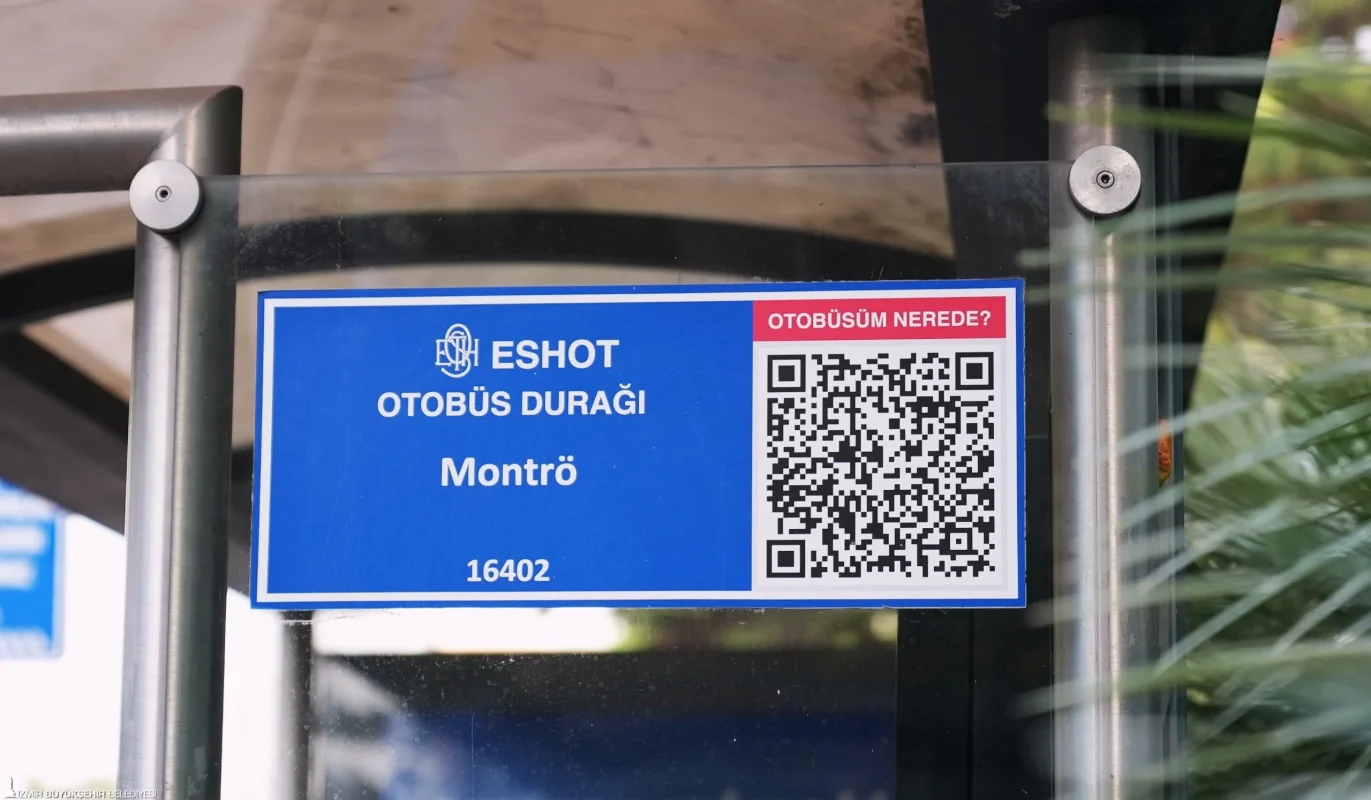 ESHOT
OTOBÜS DURAĞI
Montrö
16402
OTOBÜSÜM NEREDE?
İZMİR BÜYÜKŞEHİR BELEDİYESİ